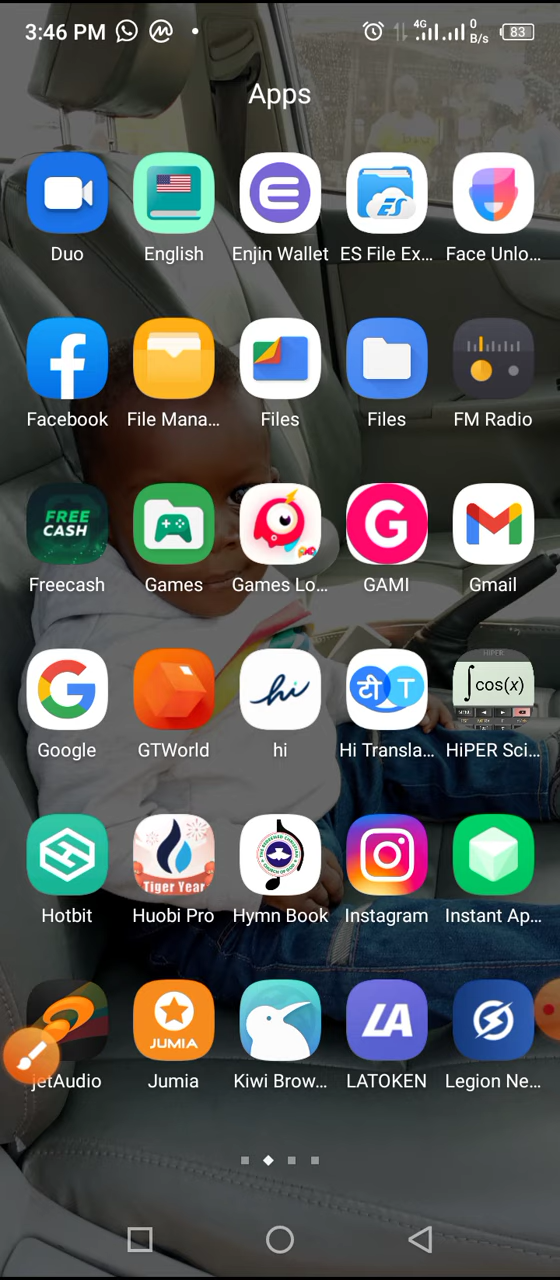 3:46 PM 4G 0 B/s 83
Apps
Duo English Enjin Wallet ES File Ex... Face Unlo...
Facebook File Mana... Files Files FM Radio
FREE CASH G
Freecash Games Games Lo... GAMI Gmail
hi टी T HiPER ∫cos(x)
Google GTWorld hi Hi Transla... HiPER Sci...
Tiger Year
Hotbit Huobi Pro Hymn Book Instagram Instant Ap...
JUMIA LA
jetAudio Jumia Kiwi Brow... LATOKEN Legion Ne...